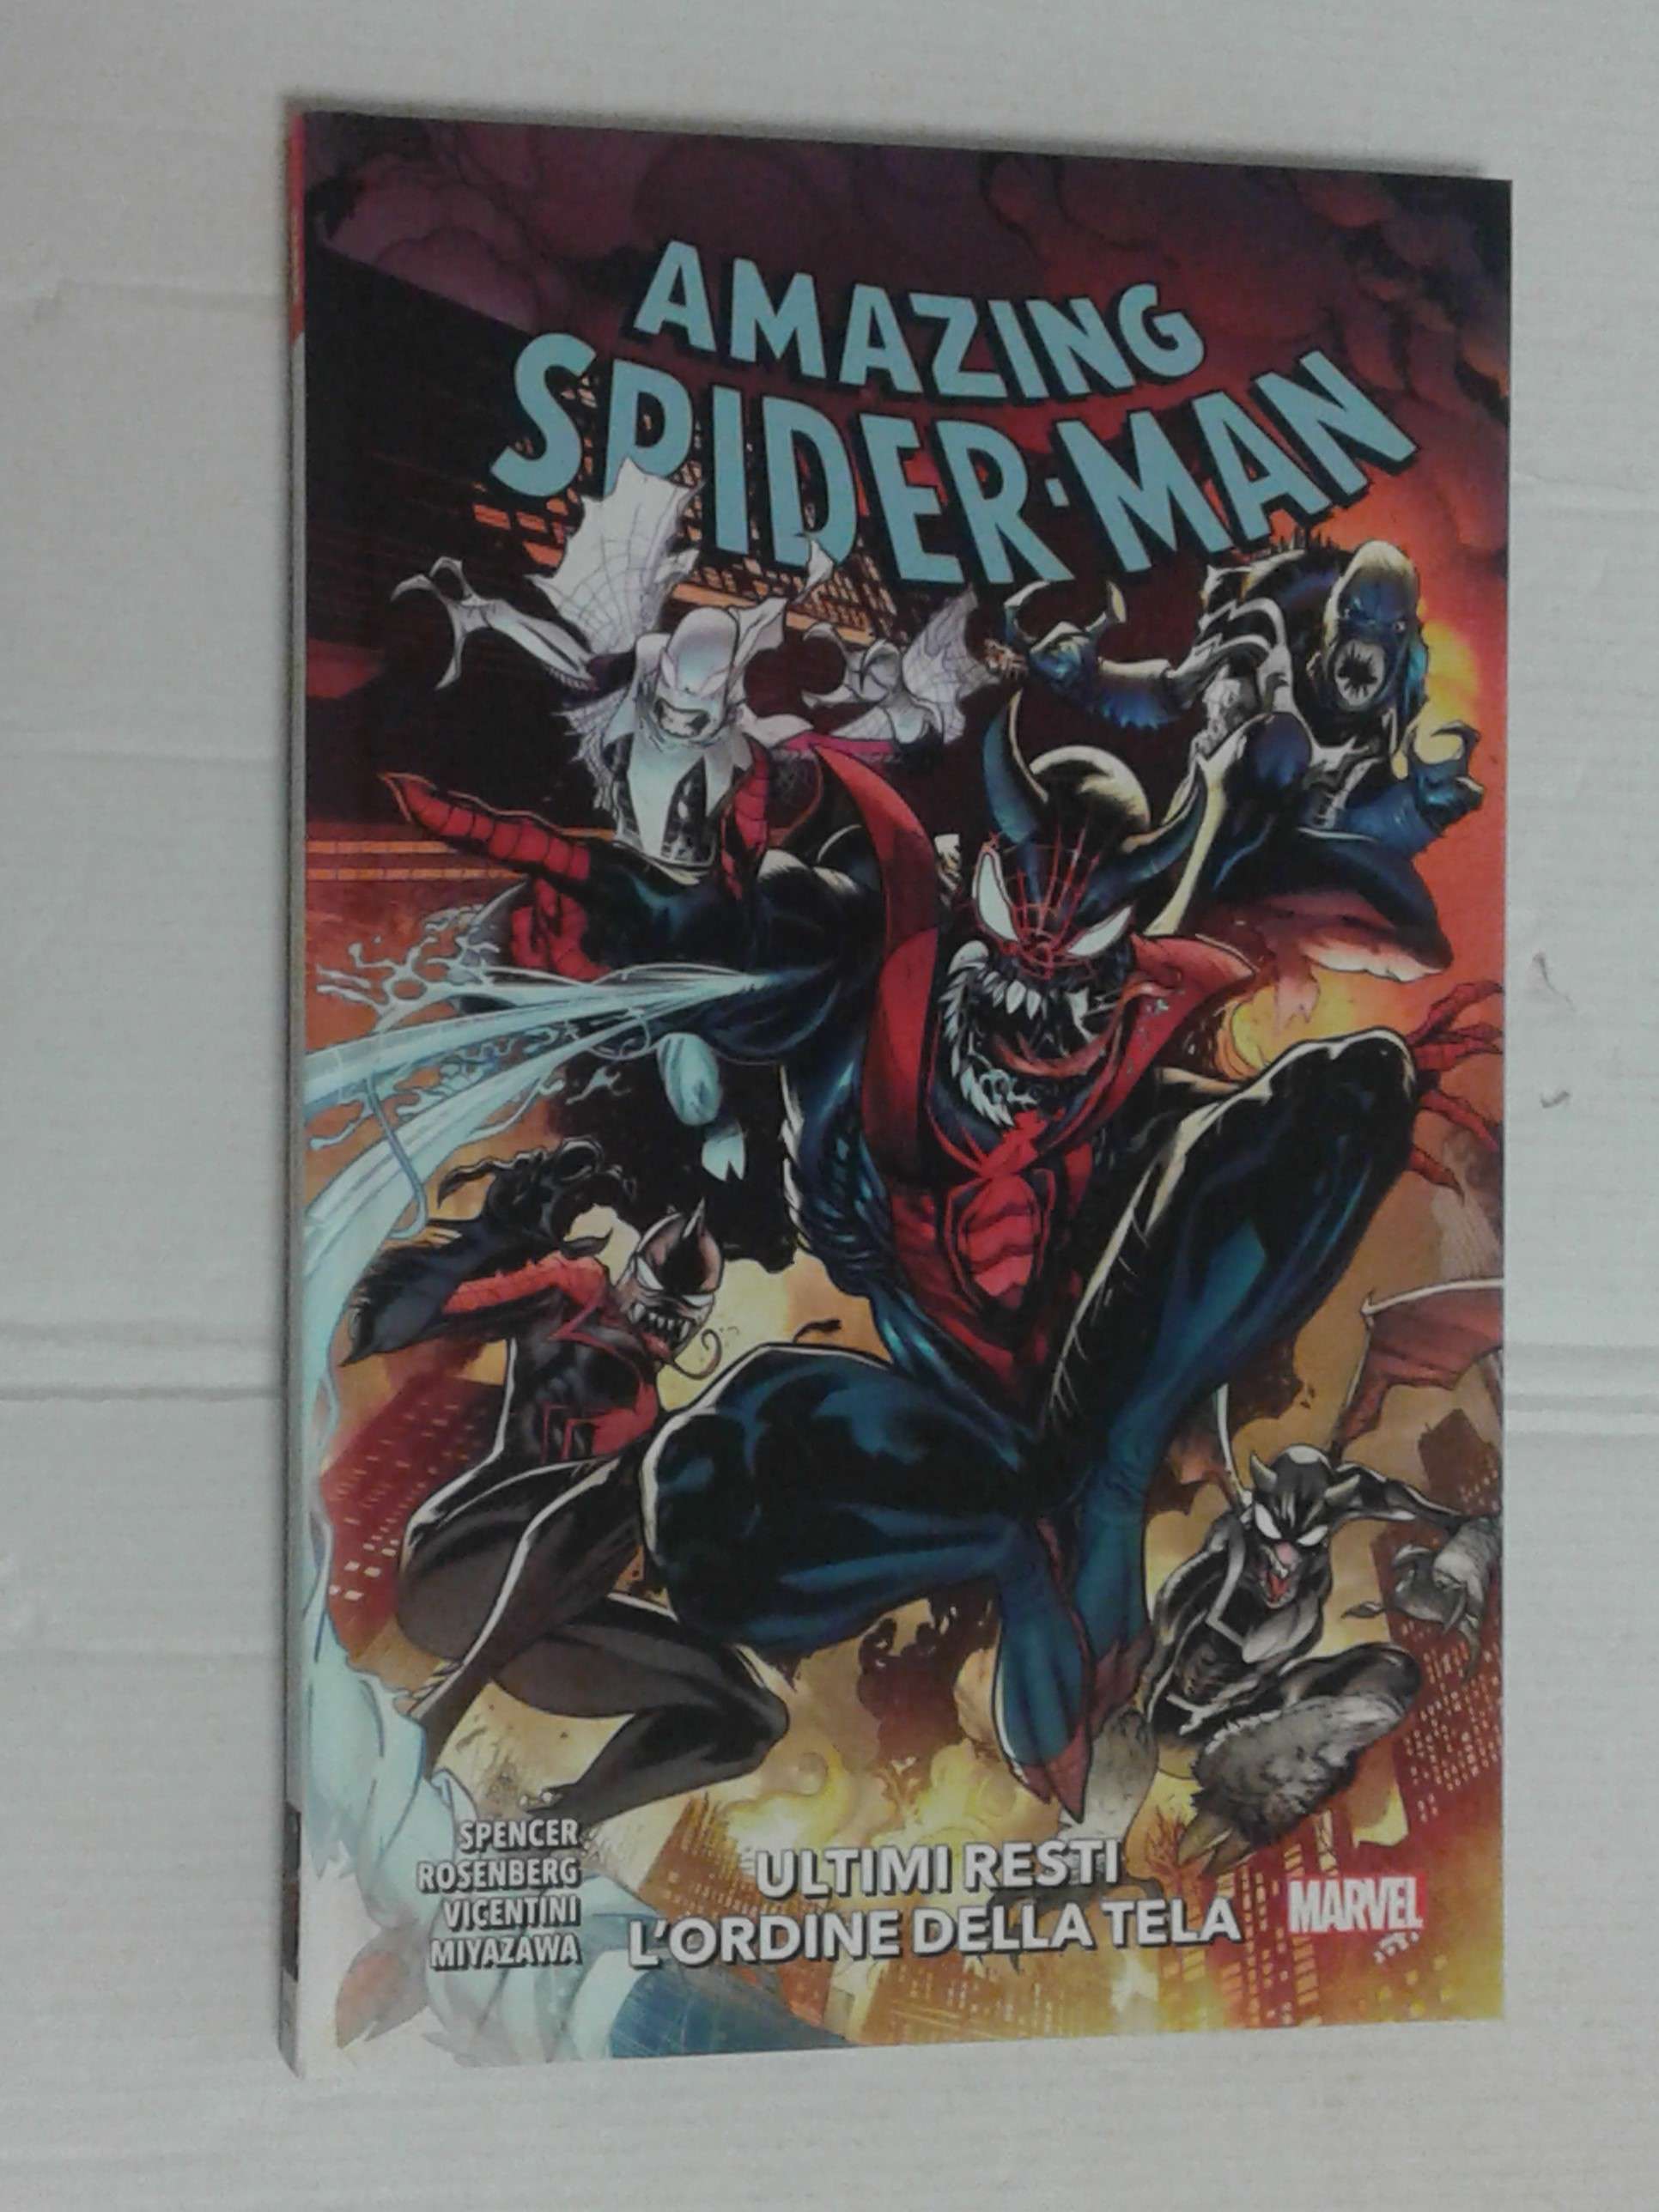 AMAZING
SPIDER-MAN
SPENCER
ROSENBERG
VICENTINI
MIYAZAWA
ULTIMI RESTI
L'ORDINE DELLA TELA
MARVEL